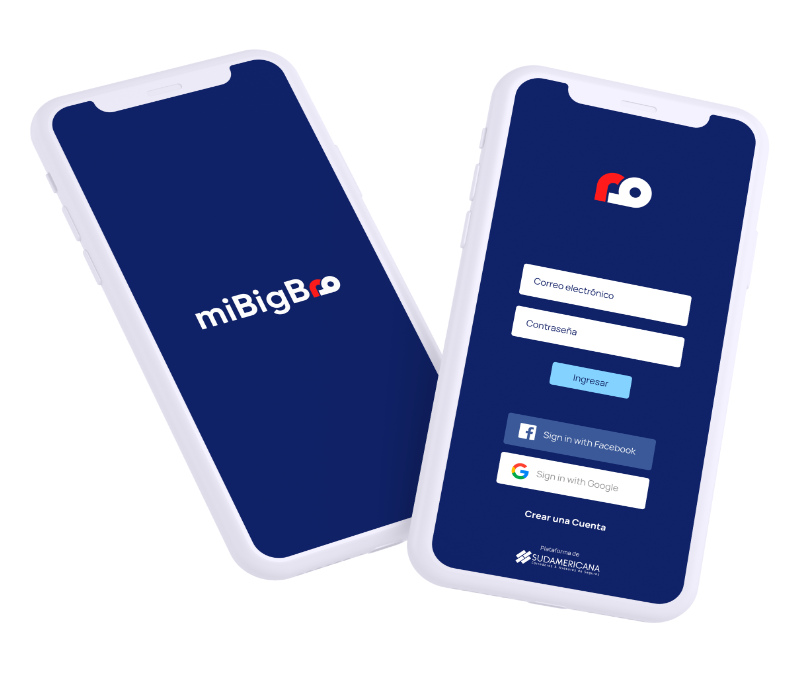 miBigBro
Correo electrónico
Contraseña
Ingresar
Sign in with Facebook
Sign in with Google
Crear una Cuenta
Plataforma de
SUDAMERICANA